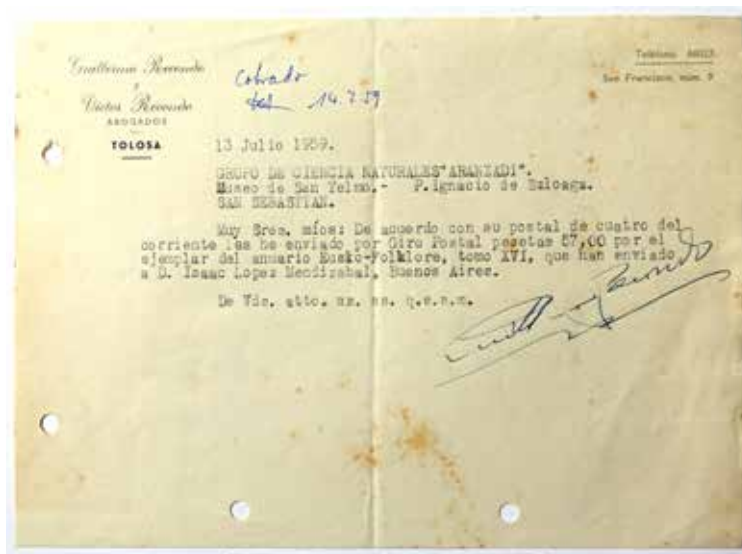 Guillermo Recondo
y
Victor Recondo
ABOGADOS
TOLOSA
Cobrado
14.7.59
Teléfono
San Francisco, núm. 9
13 Julio 1959.
GRUPO DE CIENCIA NATURALES"ARANZADI".
Museo de San Telmo.- P.Ignacio de Zuloaga.
SAN SEBASTIAN.
Muy Sres. míos: De acuerdo con su postal de cuatro del
corriente les he enviado por Giro Postal pesetas 57,00 por el
ejemplar del anuario Eusko-Folklore, tomo XVI, que han enviado
a D. Isaac Lopez Mendizabal, Buenos Aires.
De Vds. atto. ss. ss. q.e.s.m.